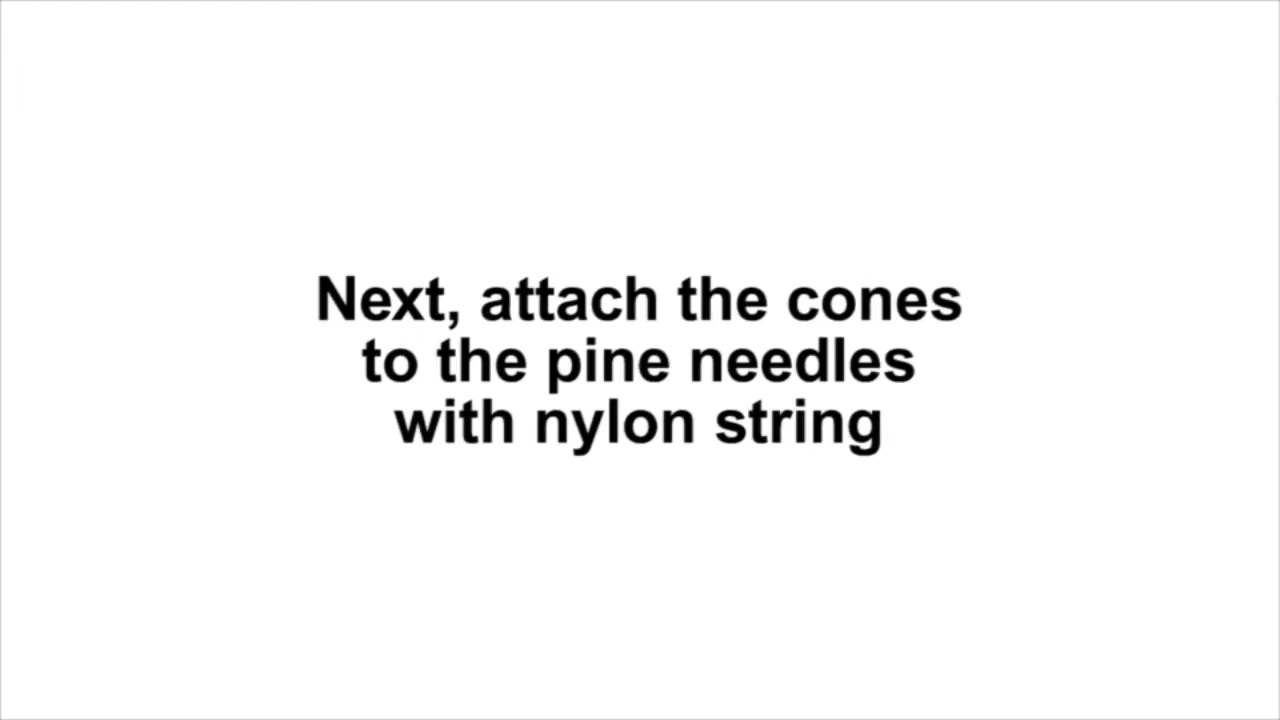 Next, attach the cones
to the pine needles
with nylon string